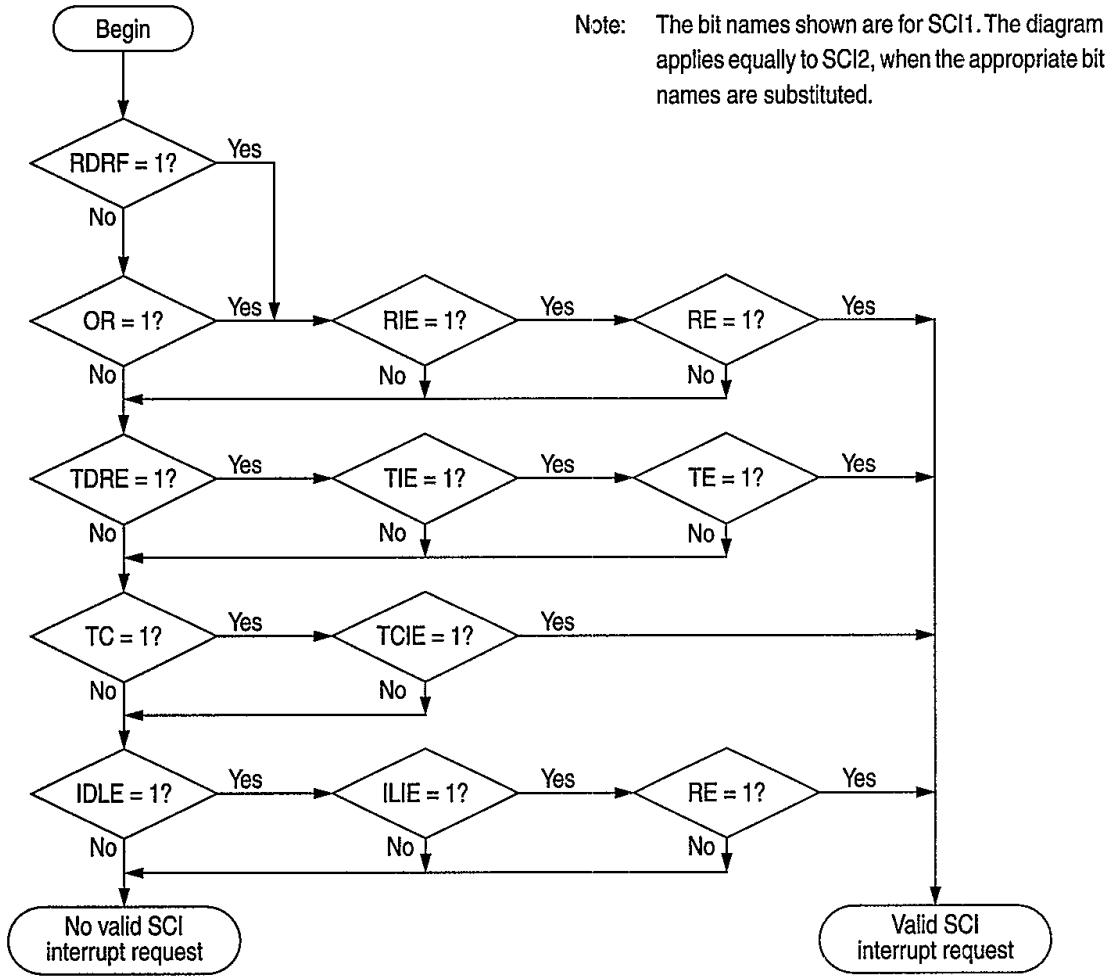 Begin
Note: The bit names shown are for SCI1. The diagram
applies equally to SCI2, when the appropriate bit
names are substituted.
RDRF = 1?
Yes
No
OR = 1?
Yes
RIE = 1?
Yes
RE = 1?
Yes
No
No
No
TDRE = 1?
Yes
TIE = 1?
Yes
TE = 1?
Yes
No
No
No
TC = 1?
Yes
TCIE = 1?
Yes
No
No
IDLE = 1?
Yes
ILIE = 1?
Yes
RE = 1?
Yes
No
No
No
No valid SCI
interrupt request
Valid SCI
interrupt request